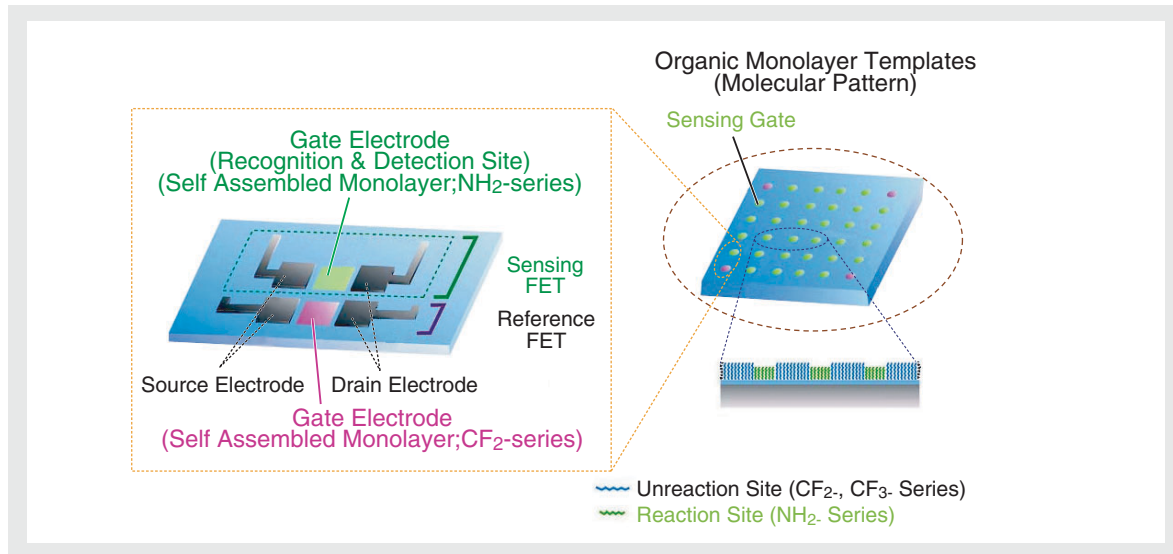 Organic Monolayer Templates
(Molecular Pattern)
Sensing Gate
Gate Electrode
(Recognition & Detection Site)
(Self Assembled Monolayer;NH2-series)
Sensing
FET
Reference
FET
Source Electrode
Drain Electrode
Gate Electrode
(Self Assembled Monolayer;CF2-series)
Unreaction Site (CF2-, CF3- Series)
Reaction Site (NH2- Series)